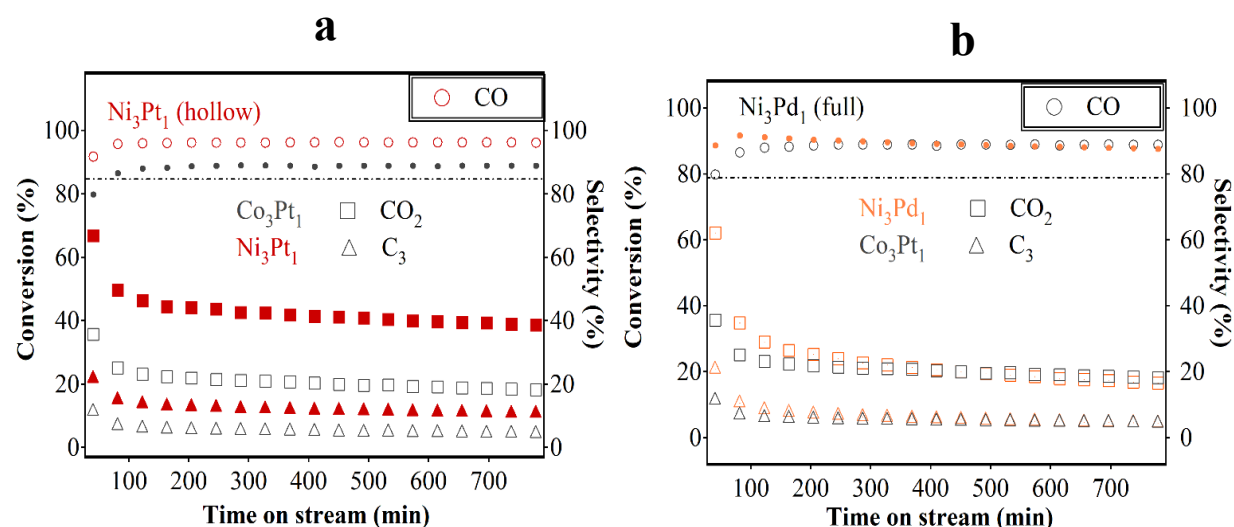 a
Ni₃Pt₁ (hollow)
CO
Co₃Pt₁
CO₂
Ni₃Pt₁
C₃
Conversion (%)
Selectivity (%)
100
80
60
40
20
0
100
80
60
40
20
0
100 200 300 400 500 600 700
Time on stream (min)
b
Ni₃Pd₁ (full)
CO
Ni₃Pd₁
CO₂
Co₃Pt₁
C₃
Conversion (%)
Selectivity (%)
100
80
60
40
20
0
100
80
60
40
20
0
100 200 300 400 500 600 700
Time on stream (min)